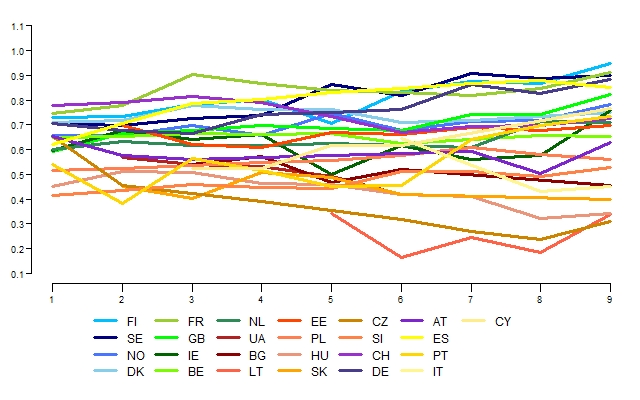 1.1
1.0
0.9
0.8
0.7
0.6
0.5
0.4
0.3
0.2
0.1
1 2 3 4 5 6 7 8 9
FI FR NL EE CZ AT CY
SE GB UA PL SI ES
NO IE BG HU CH PT
DK BE LT SK DE IT